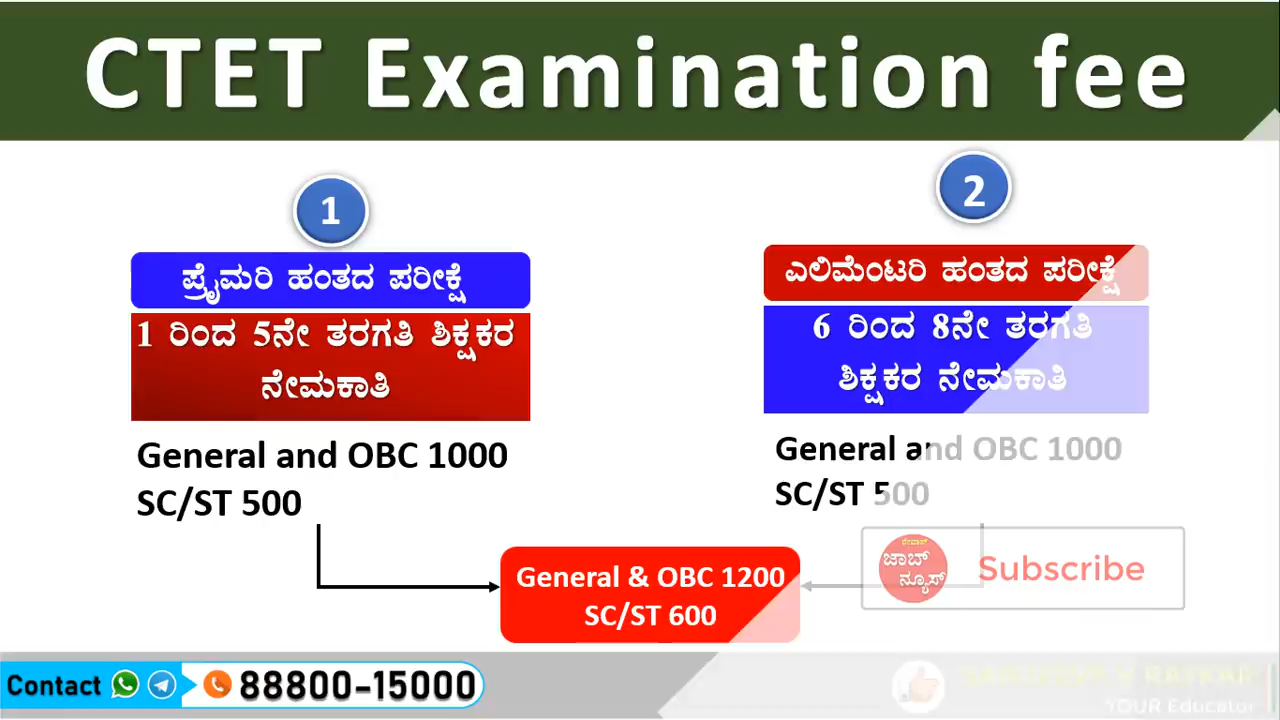 CTET Examination fee
1
ಪ್ರೈಮರಿ ಹಂತದ ಪರೀಕ್ಷೆ
1 ರಿಂದ 5ನೇ ತರಗತಿ ಶಿಕ್ಷಕರ
ನೇಮಕಾತಿ
General and OBC 1000
SC/ST 500
2
ಎಲಿಮೆಂಟರಿ ಹಂತದ ಪರೀಕ್ಷೆ
6 ರಿಂದ 8ನೇ ತರಗತಿ
ಶಿಕ್ಷಕರ ನೇಮಕಾತಿ
General and OBC 1000
SC/ST 500
General & OBC 1200
SC/ST 600
ಜಾಬ್
ನ್ಯೂಸ್
Subscribe
Contact 88800-15000
YOUR Educator